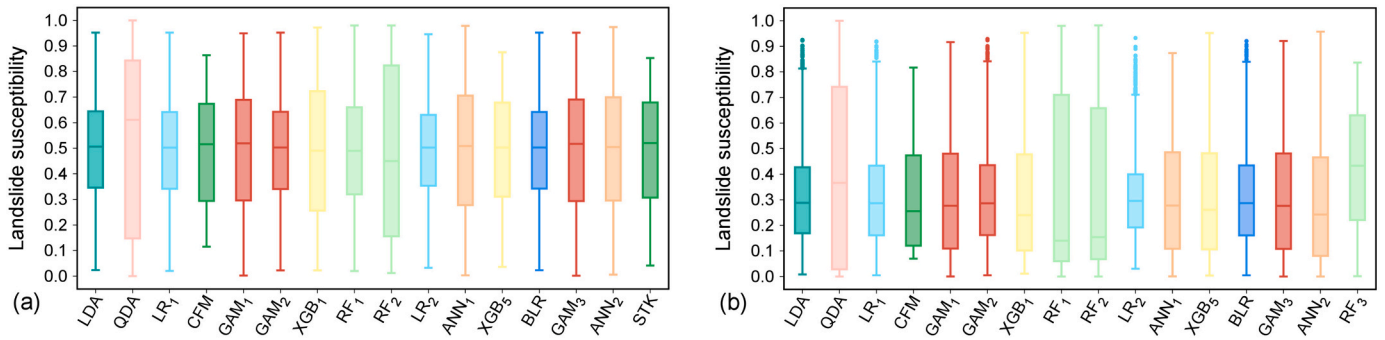 Landslide susceptibility
1.0
0.9
0.8
0.7
0.6
0.5
0.4
0.3
0.2
0.1
0.0
(a)
LDA
QDA
LR₁
CFM
GAM₁
GAM₂
XGB₁
RF₁
RF₂
LR₂
ANN₁
XGB₅
BLR
GAM₃
ANN₂
STK
Landslide susceptibility
1.0
0.9
0.8
0.7
0.6
0.5
0.4
0.3
0.2
0.1
0.0
(b)
LDA
QDA
LR₁
CFM
GAM₁
GAM₂
XGB₁
RF₁
RF₂
LR₂
ANN₁
XGB₅
BLR
GAM₃
ANN₂
RF₃